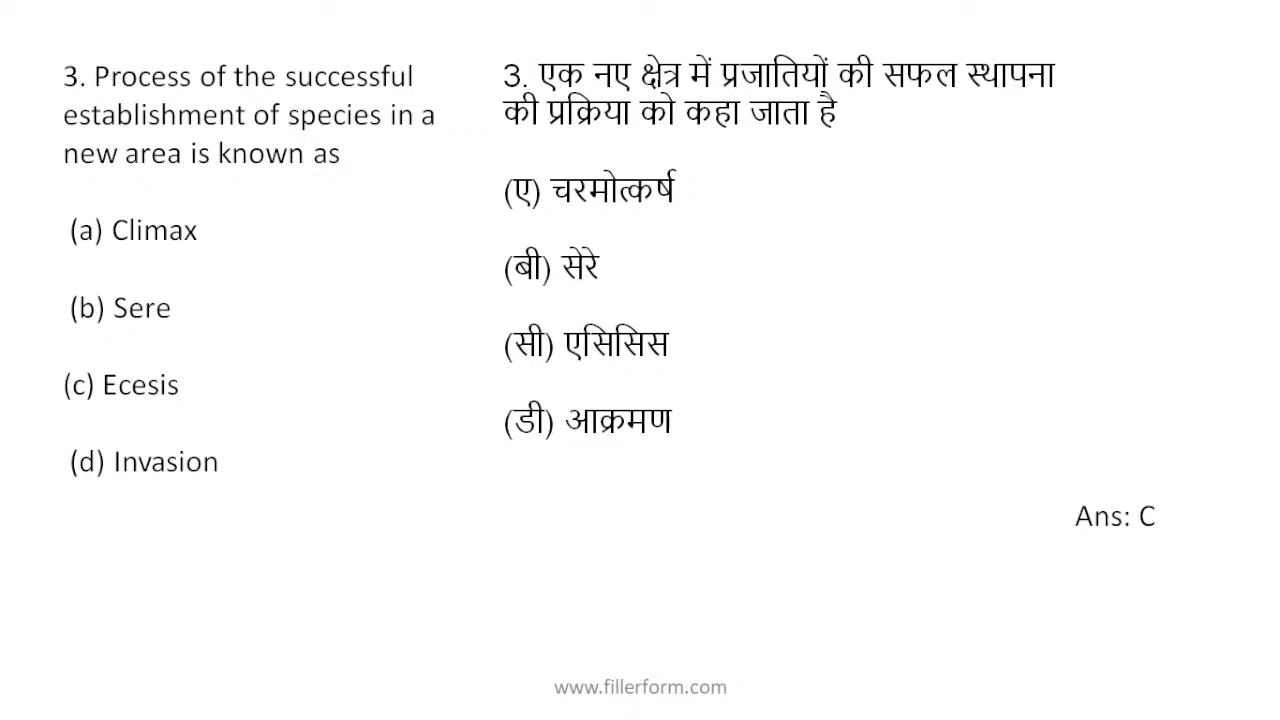 3. Process of the successful
establishment of species in a
new area is known as
(a) Climax
(b) Sere
(c) Ecesis
(d) Invasion
3. एक नए क्षेत्र में प्रजातियों की सफल स्थापना
की प्रक्रिया को कहा जाता है
(ए) चरमोत्कर्ष
(बी) सेरे
(सी) एसिसिस
(डी) आक्रमण
Ans: C
www.fillerform.com